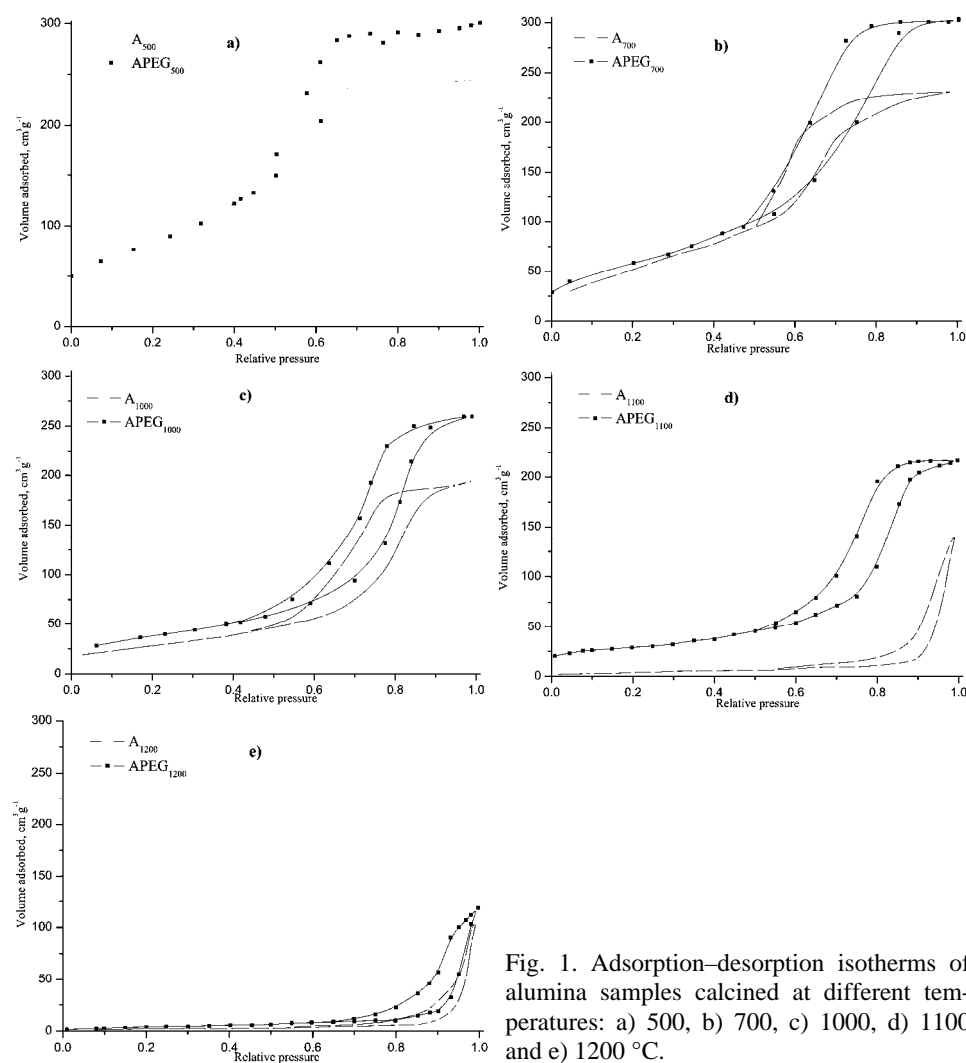 300
A500
APEG500
a)
250
200
150
100
50
0
Volume adsorbed, cm³g⁻¹
0.0 0.2 0.4 0.6 0.8 1.0
Relative pressure
300
A700
APEG700
b)
250
200
150
100
50
0
Volume adsorbed, cm³g⁻¹
0.0 0.2 0.4 0.6 0.8 1.0
Relative pressure
300
A1000
APEG1000
c)
250
200
150
100
50
0
Volume adsorbed, cm³g⁻¹
0.0 0.2 0.4 0.6 0.8 1.0
Relative pressure
300
A1100
APEG1100
d)
250
200
150
100
50
0
Volume adsorbed, cm³g⁻¹
0.0 0.2 0.4 0.6 0.8 1.0
Relative pressure
300
A1200
APEG1200
e)
250
200
150
100
50
0
Volume adsorbed, cm³g⁻¹
0.0 0.2 0.4 0.6 0.8 1.0
Relative pressure
Fig. 1. Adsorption–desorption isotherms of
alumina samples calcined at different tem-
peratures: a) 500, b) 700, c) 1000, d) 1100
and e) 1200 °C.